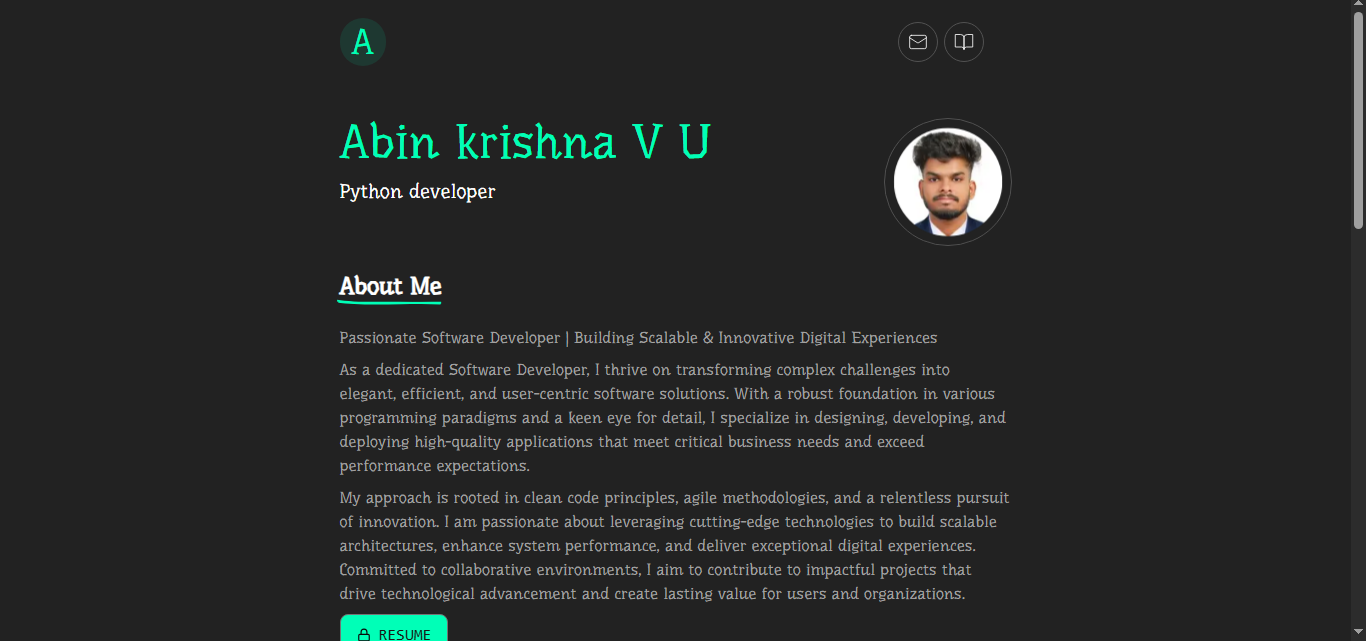 A
Abin krishna V U
Python developer
About Me
Passionate Software Developer | Building Scalable & Innovative Digital Experiences
As a dedicated Software Developer, I thrive on transforming complex challenges into
elegant, efficient, and user-centric software solutions. With a robust foundation in various
programming paradigms and a keen eye for detail, I specialize in designing, developing, and
deploying high-quality applications that meet critical business needs and exceed
performance expectations.
My approach is rooted in clean code principles, agile methodologies, and a relentless pursuit
of innovation. I am passionate about leveraging cutting-edge technologies to build scalable
architectures, enhance system performance, and deliver exceptional digital experiences.
Committed to collaborative environments, I aim to contribute to impactful projects that
drive technological advancement and create lasting value for users and organizations.
RESUME